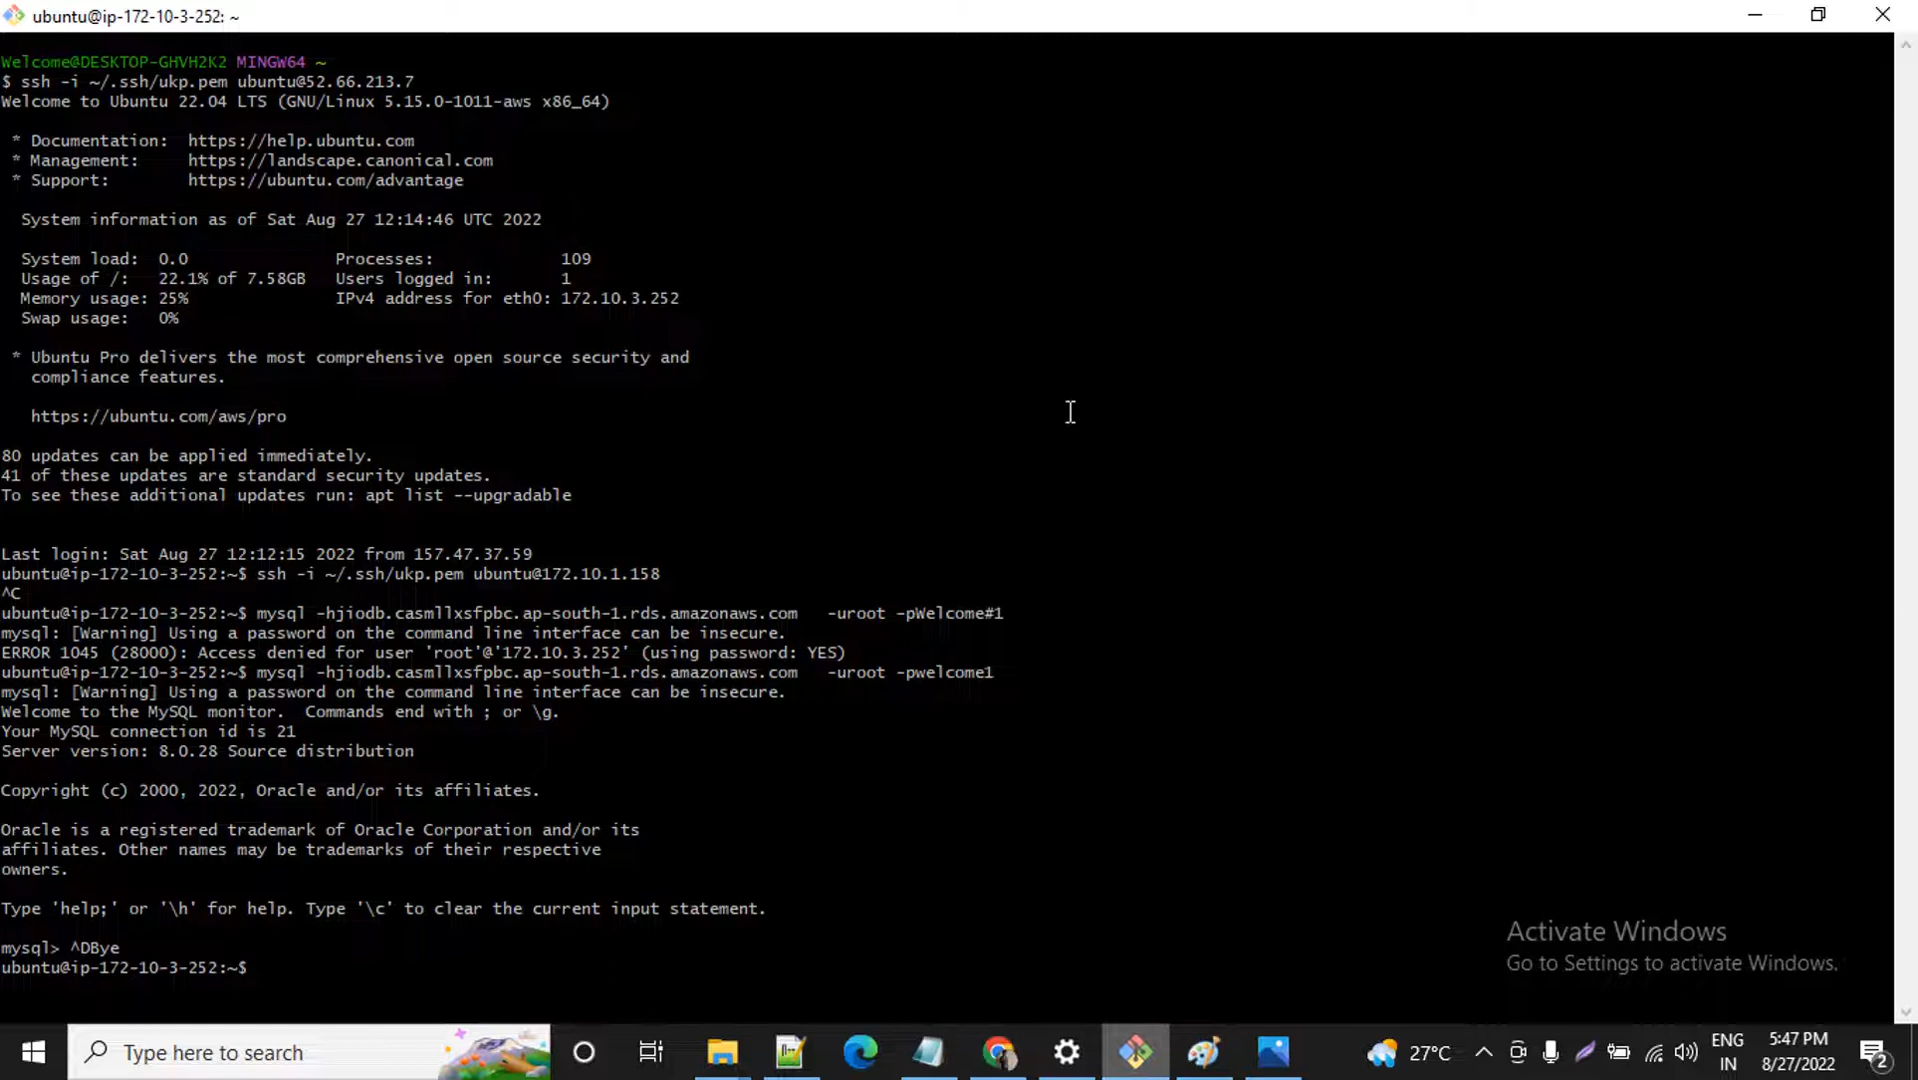 ubuntu@ip-172-10-3-252: ~
Welcome@DESKTOP-GHVH2K2 MINGW64 ~
$ ssh -i ~/.ssh/ukp.pem ubuntu@52.66.213.7
Welcome to Ubuntu 22.04 LTS (GNU/Linux 5.15.0-1011-aws x86_64)
* Documentation:  https://help.ubuntu.com
* Management:     https://landscape.canonical.com
* Support:        https://ubuntu.com/advantage
System information as of Sat Aug 27 12:14:46 UTC 2022
System load:  0.0               Processes:             109
Usage of /:   22.1% of 7.58GB   Users logged in:       1
Memory usage: 25%               IPv4 address for eth0: 172.10.3.252
Swap usage:   0%
* Ubuntu Pro delivers the most comprehensive open source security and
compliance features.
https://ubuntu.com/aws/pro
80 updates can be applied immediately.
41 of these updates are standard security updates.
To see these additional updates run: apt list --upgradable
Last login: Sat Aug 27 12:12:15 2022 from 157.47.37.59
ubuntu@ip-172-10-3-252:~$ ssh -i ~/.ssh/ukp.pem ubuntu@172.10.1.158
^C
ubuntu@ip-172-10-3-252:~$ mysql -hjiodb.casmllxsfpbc.ap-south-1.rds.amazonaws.com   -uroot -pWelcome#1
mysql: [Warning] Using a password on the command line interface can be insecure.
ERROR 1045 (28000): Access denied for user 'root'@'172.10.3.252' (using password: YES)
ubuntu@ip-172-10-3-252:~$ mysql -hjiodb.casmllxsfpbc.ap-south-1.rds.amazonaws.com   -uroot -pwelcome1
mysql: [Warning] Using a password on the command line interface can be insecure.
Welcome to the MySQL monitor.  Commands end with ; or \g.
Your MySQL connection id is 21
Server version: 8.0.28 Source distribution
Copyright (c) 2000, 2022, Oracle and/or its affiliates.
Oracle is a registered trademark of Oracle Corporation and/or its
affiliates. Other names may be trademarks of their respective
owners.
Type 'help;' or '\h' for help. Type '\c' to clear the current input statement.
mysql> ^DBye
ubuntu@ip-172-10-3-252:~$
Activate Windows
Go to Settings to activate Windows.
Type here to search
27°C
ENG
IN
5:47 PM
8/27/2022
2